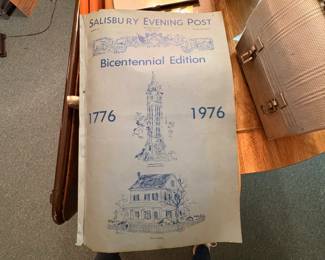 SALISBURY EVENING POST
Bicentennial Edition
1776 1976